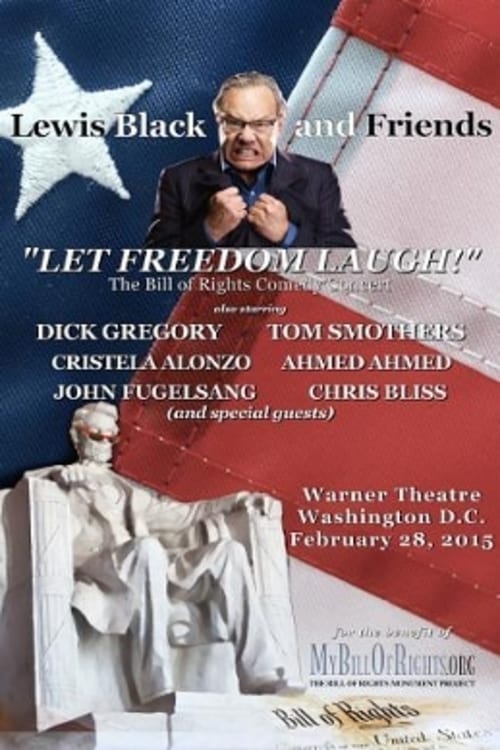 Lewis Black and Friends
"LET FREEDOM LAUGH!"
The Bill of Rights Comedy Concert
also starring
DICK GREGORY TOM SMOTHERS
CRISTELA ALONZO AHMED AHMED
JOHN FUGELSANG CHRIS BLISS
(and special guests)
Warner Theatre
Washington D.C.
February 28, 2015
for the benefit of
MYBILLOFRIGHTS.ORG
THE BILL OF RIGHTS MONUMENT PROJECT
Bill of Rights
United States